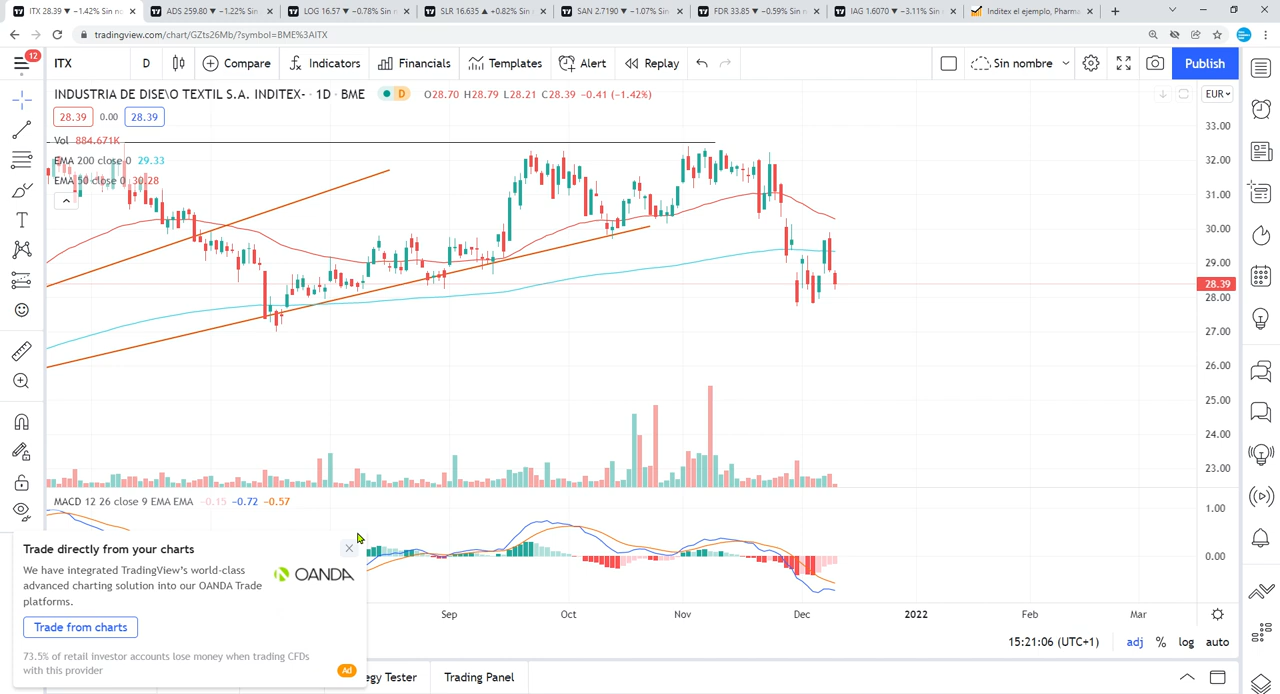 ITX 28.39 ▼ −1.42% Sin n
ADS 259.80 ▼ −1.22% Sin
LOG 16.57 ▼ −0.78% Sin n
SLR 16.635 ▲ +0.82% Sin
SAN 2.7190 ▼ −1.07% Sin
FDR 33.85 ▼ −0.59% Sin n
IAG 1.6070 ▼ −3.11% Sin
Inditex el ejemplo, Pharma
tradingview.com/chart/GZts26Mb/?symbol=BME%3AITX
12
ITX
D
Compare
Indicators
Financials
Templates
Alert
Replay
Sin nombre
Publish
INDUSTRIA DE DISE\O TEXTIL S.A. INDITEX- · 1D · BME
D
O28.70 H28.79 L28.21 C28.39 −0.41 (−1.42%)
EUR
28.39 0.00 28.39
Vol 884.671K
EMA 200 close 0 29.33
EMA 50 close 0 30.28
33.00
32.00
31.00
30.00
29.00
28.39
28.00
27.00
26.00
25.00
24.00
23.00
MACD 12 26 close 9 EMA EMA −0.15 −0.72 −0.57
1.00
0.00
Trade directly from your charts
We have integrated TradingView's world-class
advanced charting solution into our OANDA Trade
platforms.
OANDA
Trade from charts
73.5% of retail investor accounts lose money when trading CFDs
with this provider
Ad
Sep Oct Nov Dec 2022 Feb Mar
15:21:06 (UTC+1) adj % log auto
egy Tester
Trading Panel